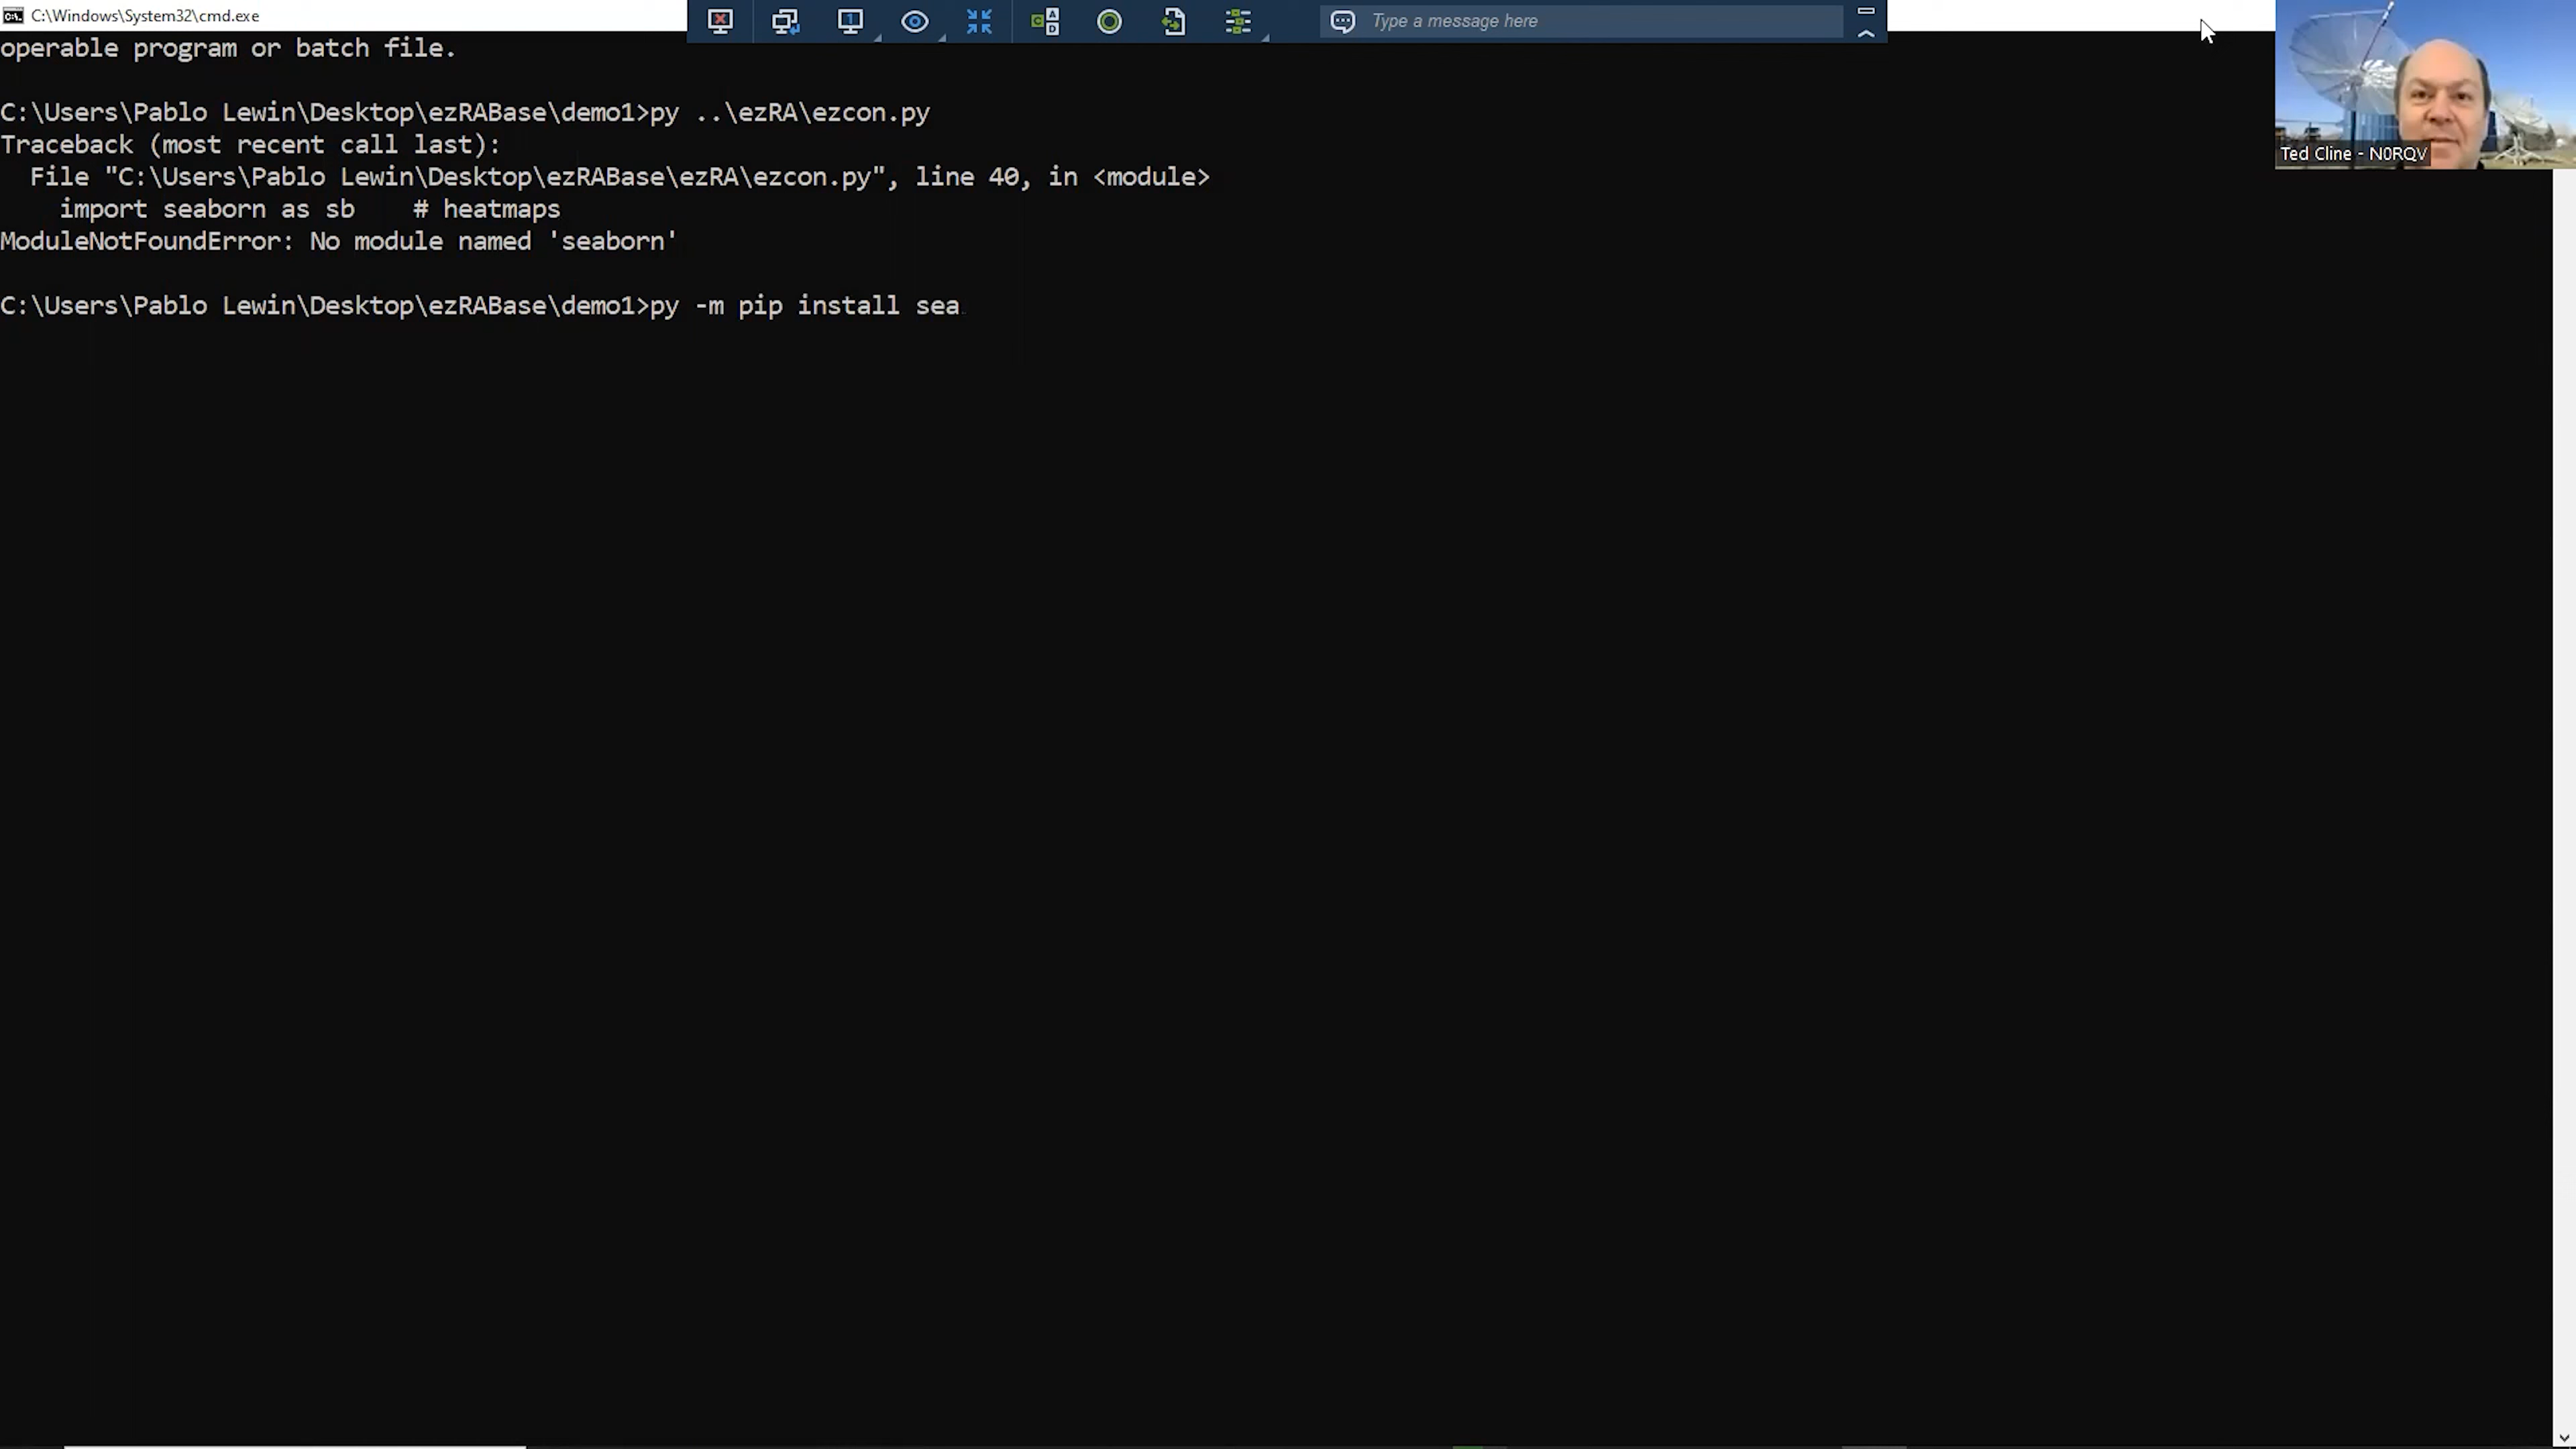 C:\Windows\System32\cmd.exe
Type a message here
operable program or batch file.
C:\Users\Pablo Lewin\Desktop\ezRABase\demo1>py ..\ezRA\ezcon.py
Traceback (most recent call last):
File "C:\Users\Pablo Lewin\Desktop\ezRABase\ezRA\ezcon.py", line 40, in <module>
import seaborn as sb    # heatmaps
ModuleNotFoundError: No module named 'seaborn'
C:\Users\Pablo Lewin\Desktop\ezRABase\demo1>py -m pip install sea
Ted Cline - N0RQV